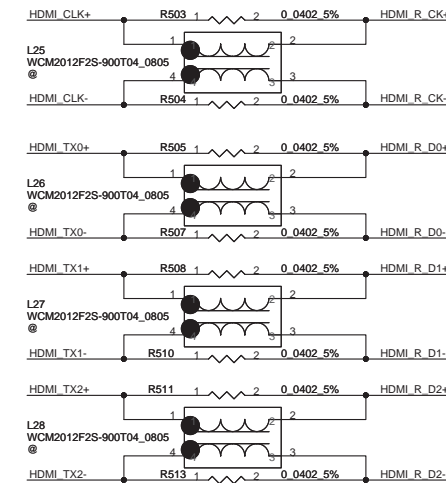 HDMI_CLK+ R503 1 2 0_0402_5% HDMI_R_CK+
1 2
L25
WCM2012F2S-900T04_0805
@
4 3
HDMI_CLK- R504 1 2 0_0402_5% HDMI_R_CK-
HDMI_TX0+ R505 1 2 0_0402_5% HDMI_R_D0+
1 2
L26
WCM2012F2S-900T04_0805
@
4 3
HDMI_TX0- R507 1 2 0_0402_5% HDMI_R_D0-
HDMI_TX1+ R508 1 2 0_0402_5% HDMI_R_D1+
1 2
L27
WCM2012F2S-900T04_0805
@
4 3
HDMI_TX1- R510 1 2 0_0402_5% HDMI_R_D1-
HDMI_TX2+ R511 1 2 0_0402_5% HDMI_R_D2+
1 2
L28
WCM2012F2S-900T04_0805
@
4 3
HDMI_TX2- R513 1 2 0_0402_5% HDMI_R_D2-